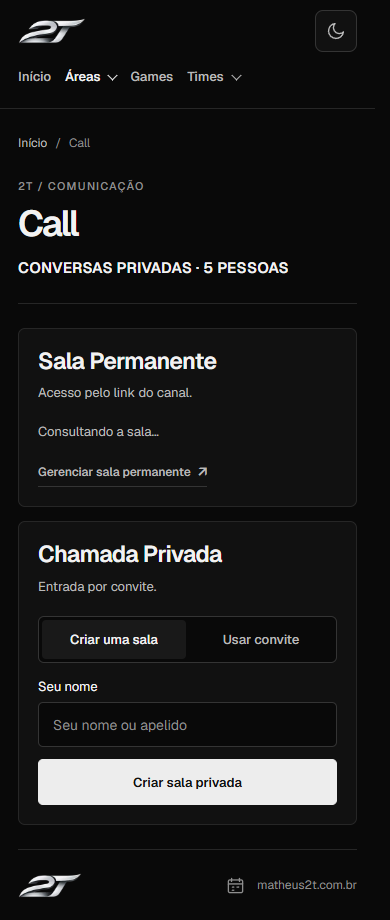 2T
Início Áreas Games Times
Início / Call
2T / COMUNICAÇÃO
Call
CONVERSAS PRIVADAS · 5 PESSOAS
Sala Permanente
Acesso pelo link do canal.
Consultando a sala...
Gerenciar sala permanente
Chamada Privada
Entrada por convite.
Criar uma sala Usar convite
Seu nome
Seu nome ou apelido
Criar sala privada
2T matheus2t.com.br